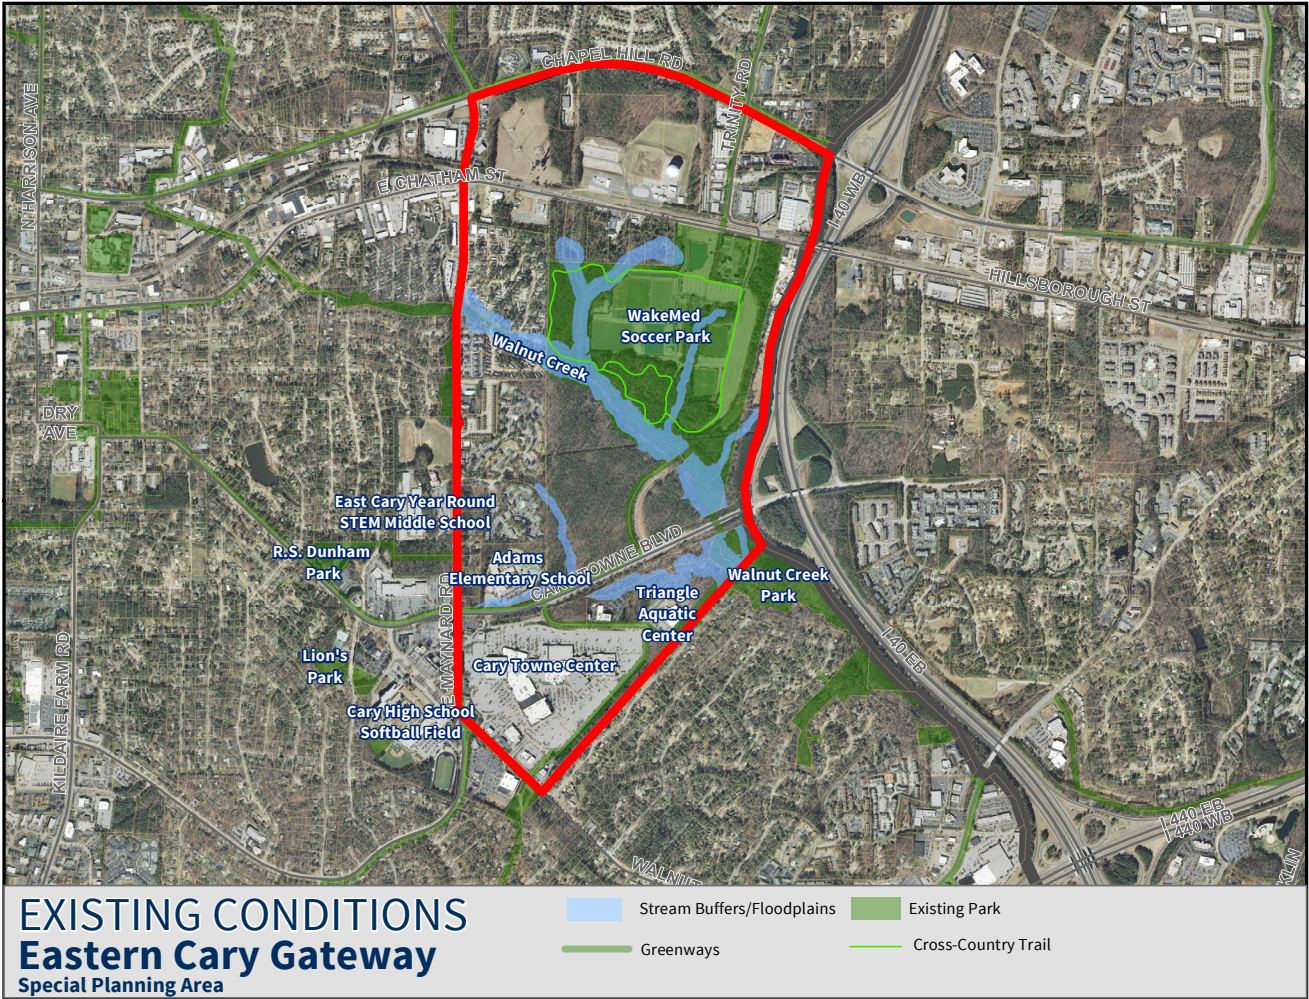 CHAPEL HILL RD
TRINITY RD
N HARRISON AVE
E CHATHAM ST
I 40 WB
HILLSBOROUGH ST
WakeMed
Soccer Park
Walnut Creek
DRY
AVE
East Cary Year Round
STEM Middle School
R.S. Dunham
Park
Adams
Elementary School
CARY TOWNE BLVD
Triangle
Aquatic
Center
Walnut Creek
Park
E MAYNARD RD
I 40 EB
Lion's
Park
Cary Towne Center
KILDAIRE FARM RD
Cary High School
Softball Field
I 440 EB
I 440 WB
WALNUT
KLIN
EXISTING CONDITIONS
Eastern Cary Gateway
Special Planning Area
Stream Buffers/Floodplains
Existing Park
Greenways
Cross-Country Trail